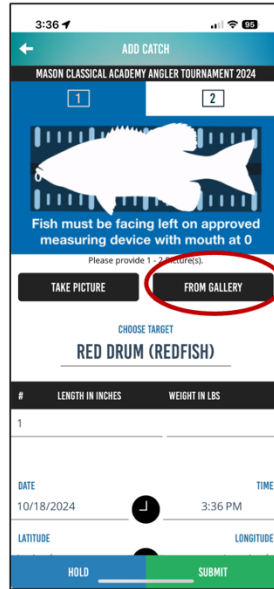 3:36 95
ADD CATCH
MASON CLASSICAL ACADEMY ANGLER TOURNAMENT 2024
1 2
Fish must be facing left on approved
measuring device with mouth at 0
Please provide 1 - 2 Picture(s).
TAKE PICTURE FROM GALLERY
CHOOSE TARGET
RED DRUM (REDFISH)
# LENGTH IN INCHES WEIGHT IN LBS
1
DATE TIME
10/18/2024 3:36 PM
LATITUDE LONGITUDE
HOLD SUBMIT